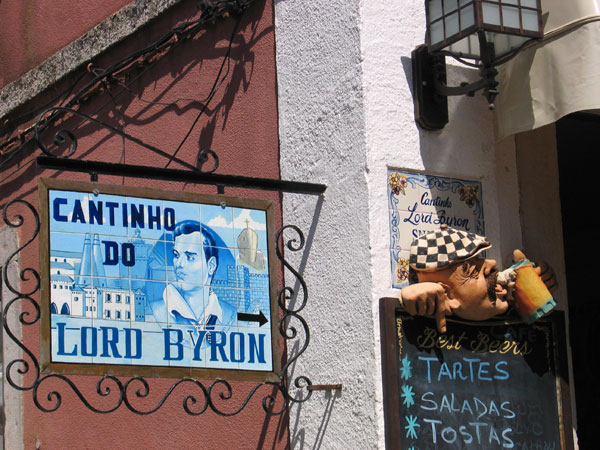 CANTINHO
DO
LORD BYRON
Cantinho
Lord Byron
Best Beers
TARTES
SALADAS
TOSTAS